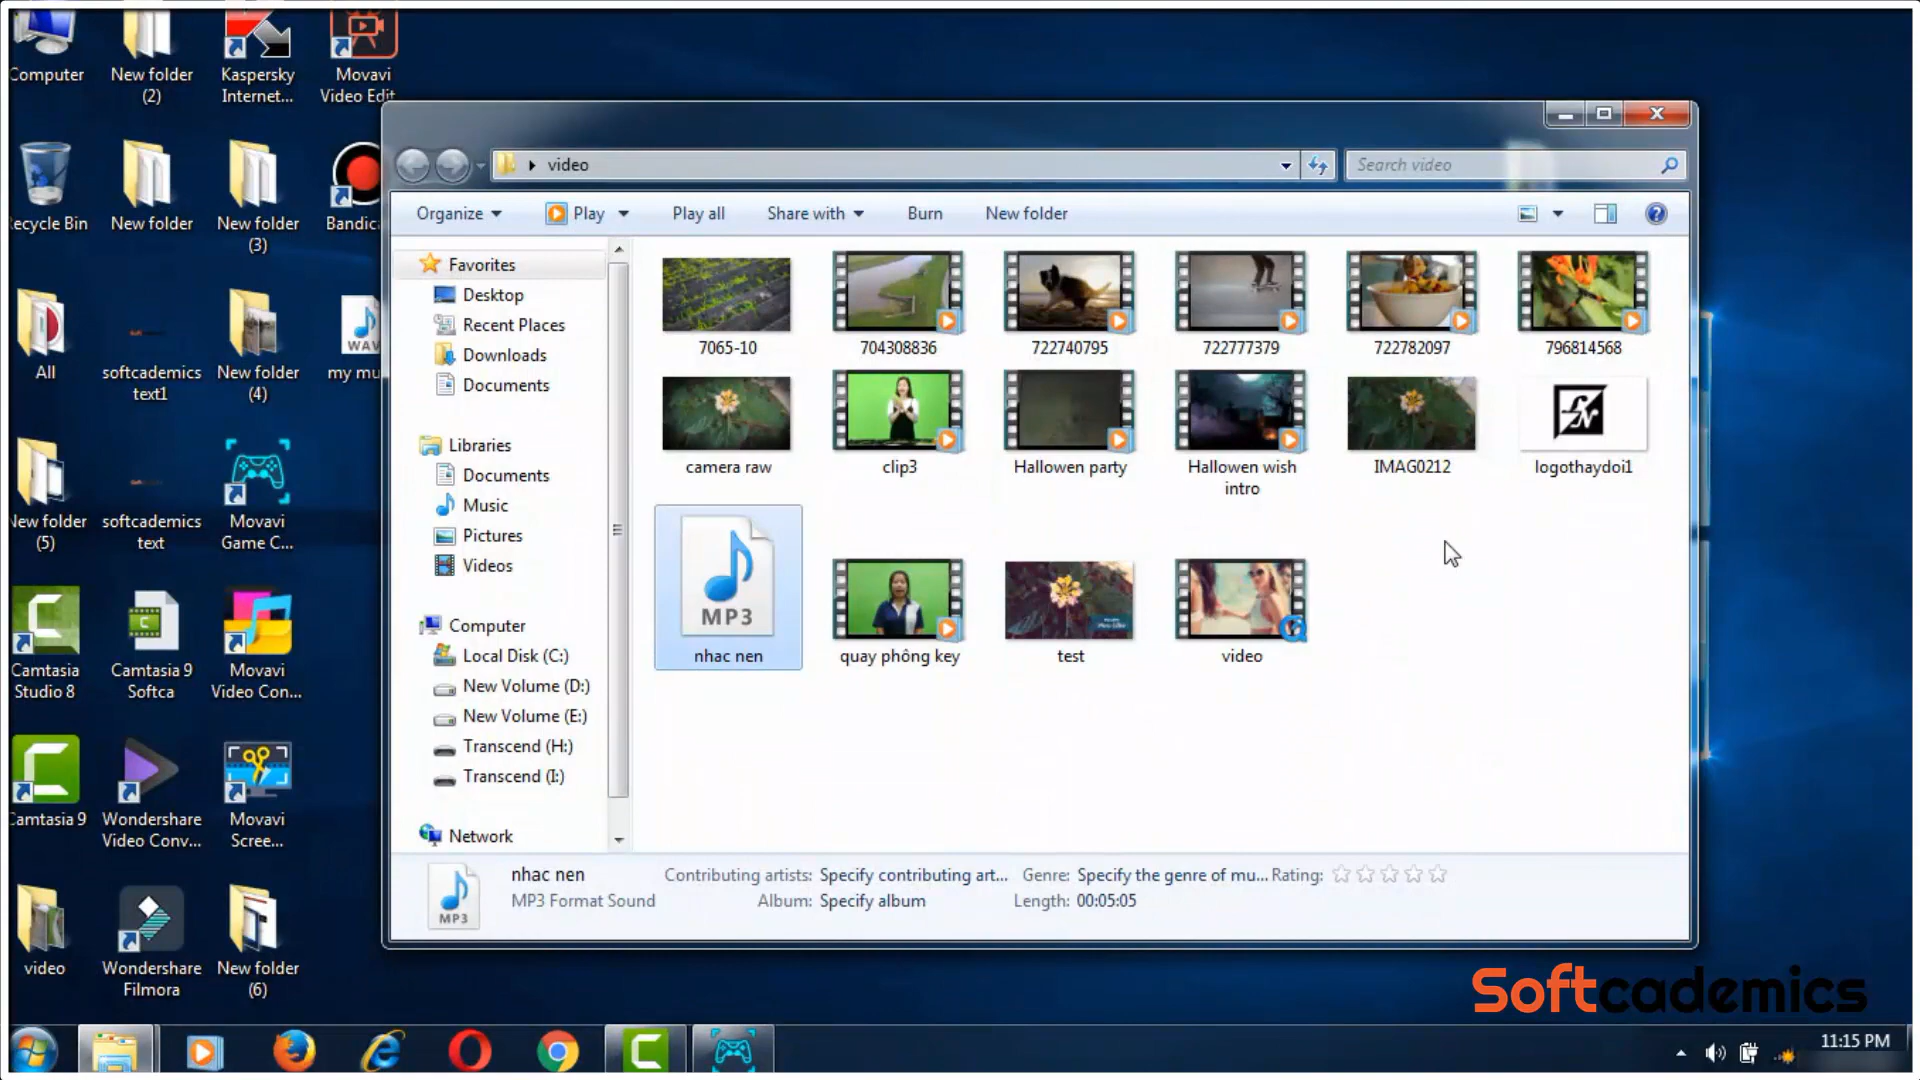 Computer
New folder
(2)
Kaspersky
Internet...
Movavi
Video Edit
Recycle Bin
New folder
New folder
(3)
Bandic
All
softcademics
text1
New folder
(4)
WAV
my mu
New folder
(5)
softcademics
text
Movavi
Game C...
Camtasia
Studio 8
Camtasia 9
Softca
Movavi
Video Con...
Camtasia 9
Wondershare
Video Conv...
Movavi
Scree...
video
Wondershare
Filmora
New folder
(6)
video
Search video
Organize
Play
Play all
Share with
Burn
New folder
Favorites
Desktop
Recent Places
Downloads
Documents
Libraries
Documents
Music
Pictures
Videos
Computer
Local Disk (C:)
New Volume (D:)
New Volume (E:)
Transcend (H:)
Transcend (I:)
Network
7065-10
704308836
722740795
722777379
722782097
796814568
camera raw
clip3
Hallowen party
Hallowen wish
intro
IMAG0212
logothaydoi1
MP3
nhac nen
quay phông key
test
video
MP3
nhac nen
MP3 Format Sound
Contributing artists: Specify contributing art...
Album: Specify album
Genre: Specify the genre of mu...
Length: 00:05:05
Rating:
Softcademics
11:15 PM